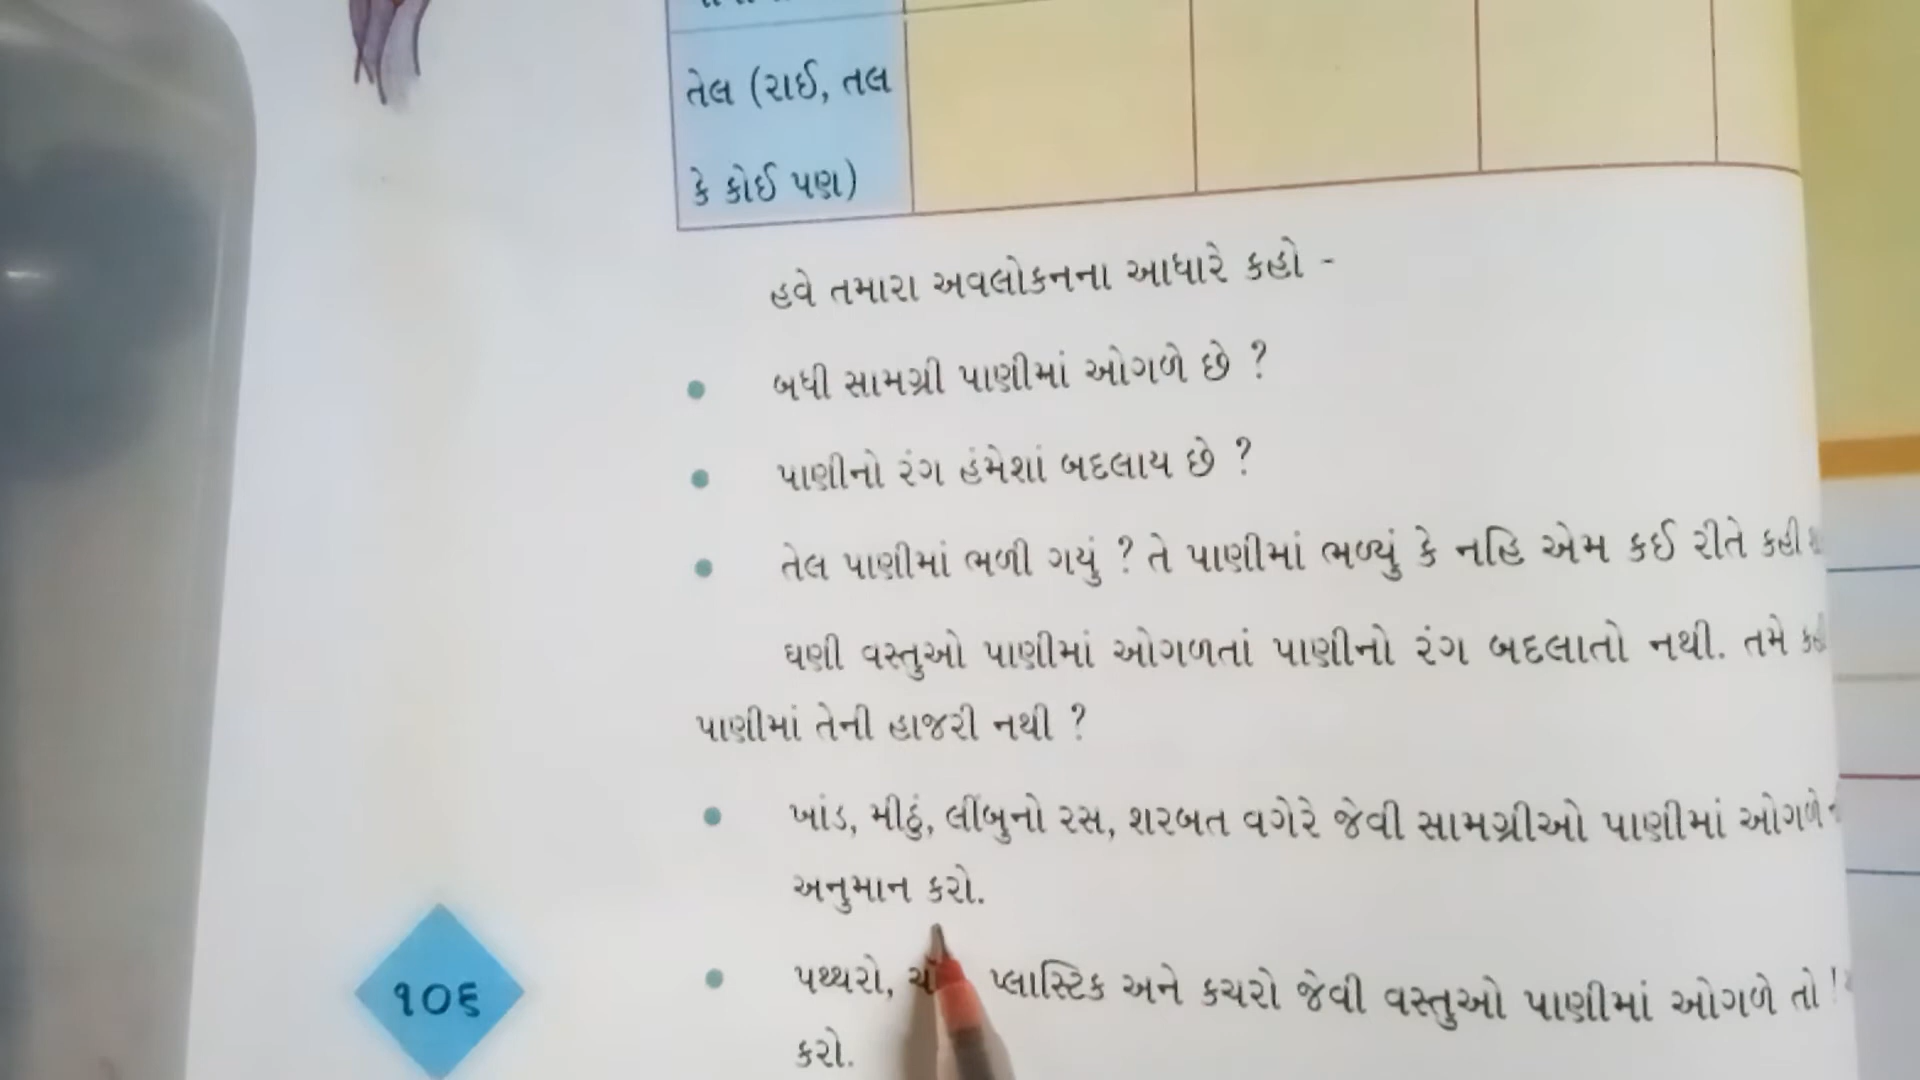 તેલ (રાઈ, તલ
કે કોઈ પણ)
હવે તમારા અવલોકનના આધારે કહો -
• બધી સામગ્રી પાણીમાં ઓગળે છે ?
• પાણીનો રંગ હંમેશાં બદલાય છે ?
• તેલ પાણીમાં ભળી ગયું ? તે પાણીમાં ભળ્યું કે નહિ એમ કઈ રીતે કહી
ઘણી વસ્તુઓ પાણીમાં ઓગળતાં પાણીનો રંગ બદલાતો નથી. તમે
પાણીમાં તેની હાજરી નથી ?
• ખાંડ, મીઠું, લીંબુનો રસ, શરબત વગેરે જેવી સામગ્રીઓ પાણીમાં ઓગળે
અનુમાન કરો.
• પથ્થરો, પ્લાસ્ટિક અને કચરો જેવી વસ્તુઓ પાણીમાં ઓગળે તો !
કરો.
૧૦૬